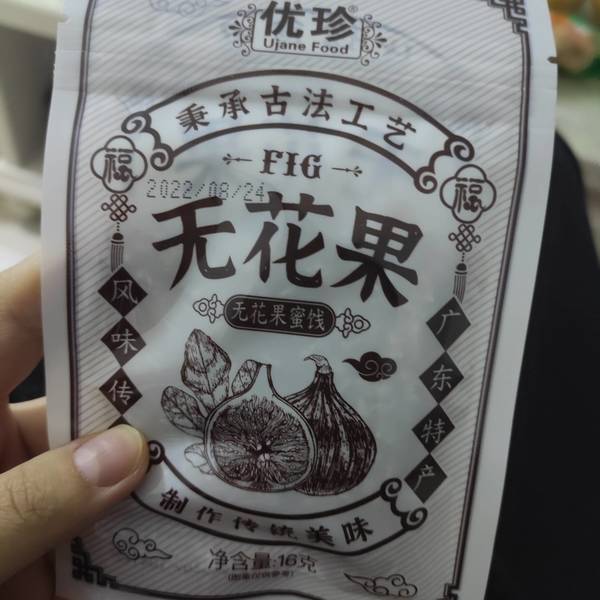 优珍®
Ujane Food
秉承古法工艺
FIG
福
福
2022/08/24
无花果
无花果蜜饯
风味传
广东特产
制作传统美味
净含量:16克